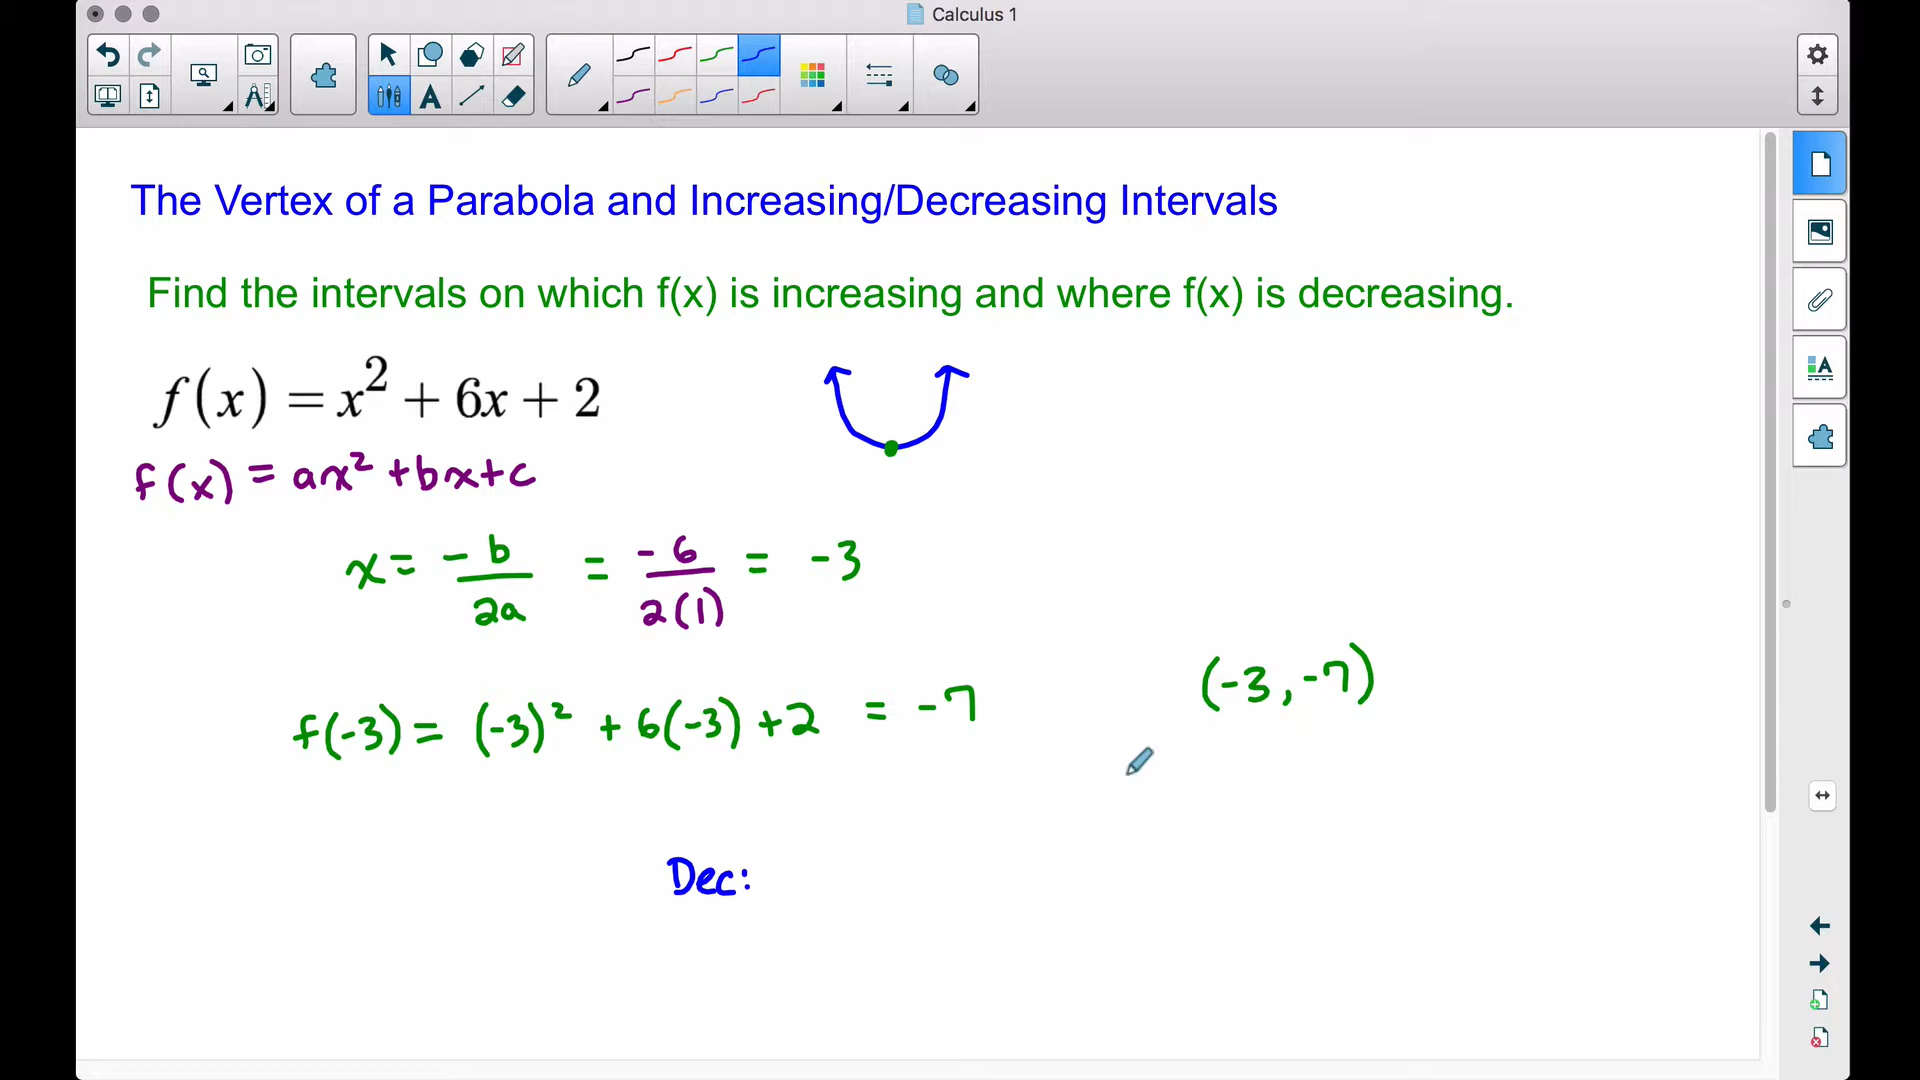 Calculus 1
The Vertex of a Parabola and Increasing/Decreasing Intervals
Find the intervals on which f(x) is increasing and where f(x) is decreasing.
f(x) = x² + 6x + 2
f(x) = ax² + bx + c
x = -b/2a = -6/2(1) = -3
(-3, -7)
f(-3) = (-3)² + 6(-3) + 2 = -7
Dec: